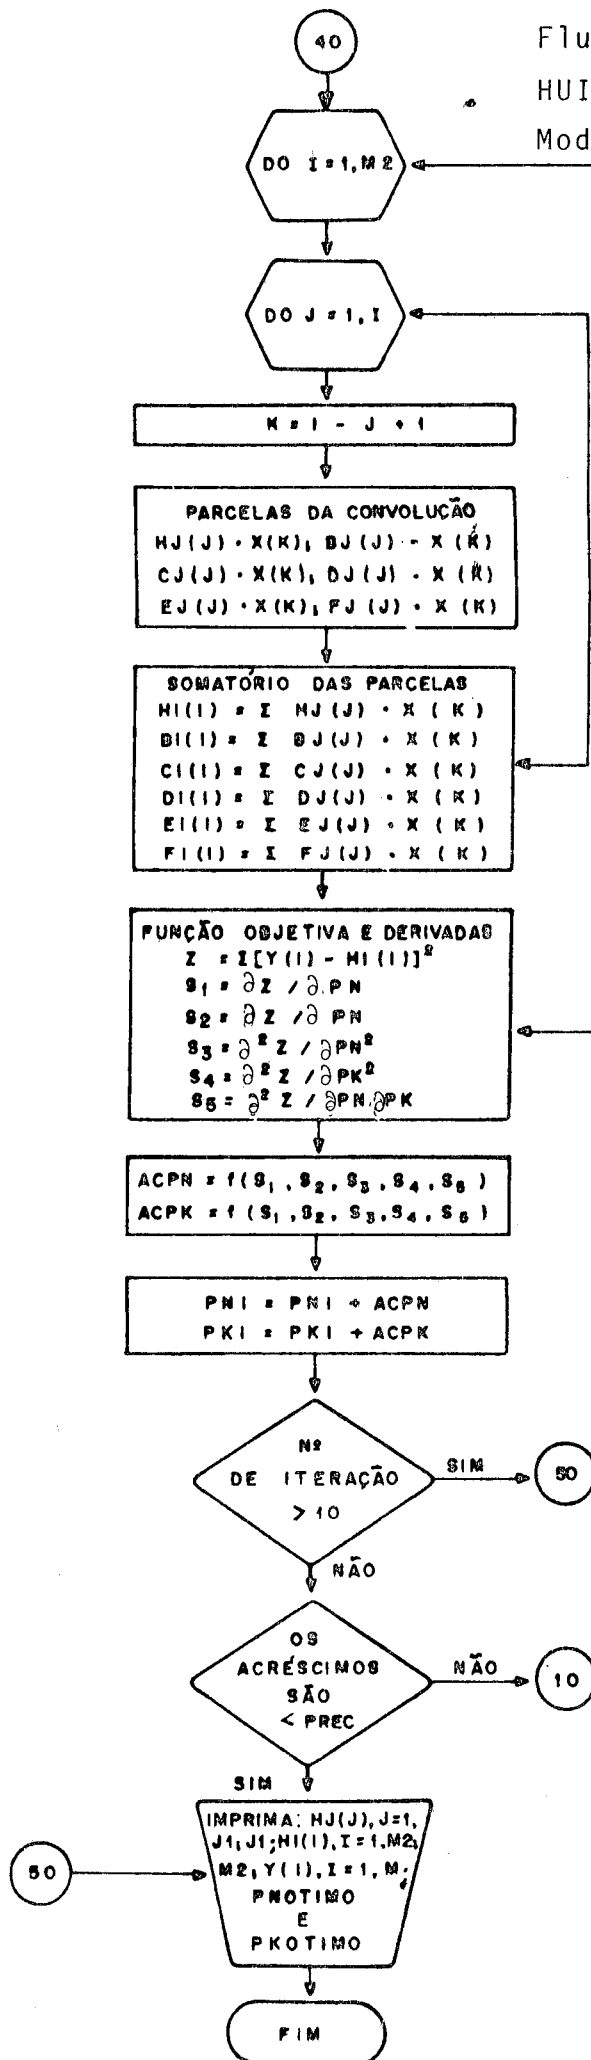 40
Flu
HUI
Mod
DO I = 1, M2
DO J = 1, I
K = I - J + 1
PARCELAS DA CONVOLUÇÃO
HJ(J) · X(K); BJ(J) · X(K)
CJ(J) · X(K); DJ(J) · X(K)
EJ(J) · X(K); FJ(J) · X(K)
SOMATÓRIO DAS PARCELAS
HI(I) = Σ HJ(J) · X(K)
BI(I) = Σ BJ(J) · X(K)
CI(I) = Σ CJ(J) · X(K)
DI(I) = Σ DJ(J) · X(K)
EI(I) = Σ EJ(J) · X(K)
FI(I) = Σ FJ(J) · X(K)
FUNÇÃO OBJETIVA E DERIVADAS
Z = Σ[Y(I) - HI(I)]²
S₁ = ∂Z / ∂PN
S₂ = ∂Z / ∂PN
S₃ = ∂²Z / ∂PN²
S₄ = ∂²Z / ∂PK²
S₅ = ∂²Z / ∂PN.∂PK
ACPN = f(S₁, S₂, S₃, S₄, S₅)
ACPK = f(S₁, S₂, S₃, S₄, S₅)
PNI = PNI + ACPN
PKI = PKI + ACPK
Nº
DE ITERAÇÃO
> 10
SIM
50
NÃO
OS
ACRÉSCIMOS
SÃO
< PREC
NÃO
10
SIM
IMPRIMA: HJ(J), J=1,
J1; J1; HI(I), I=1, M2;
M2; Y(I), I=1, M;
50
PNOTIMO
E
PKOTIMO
FIM